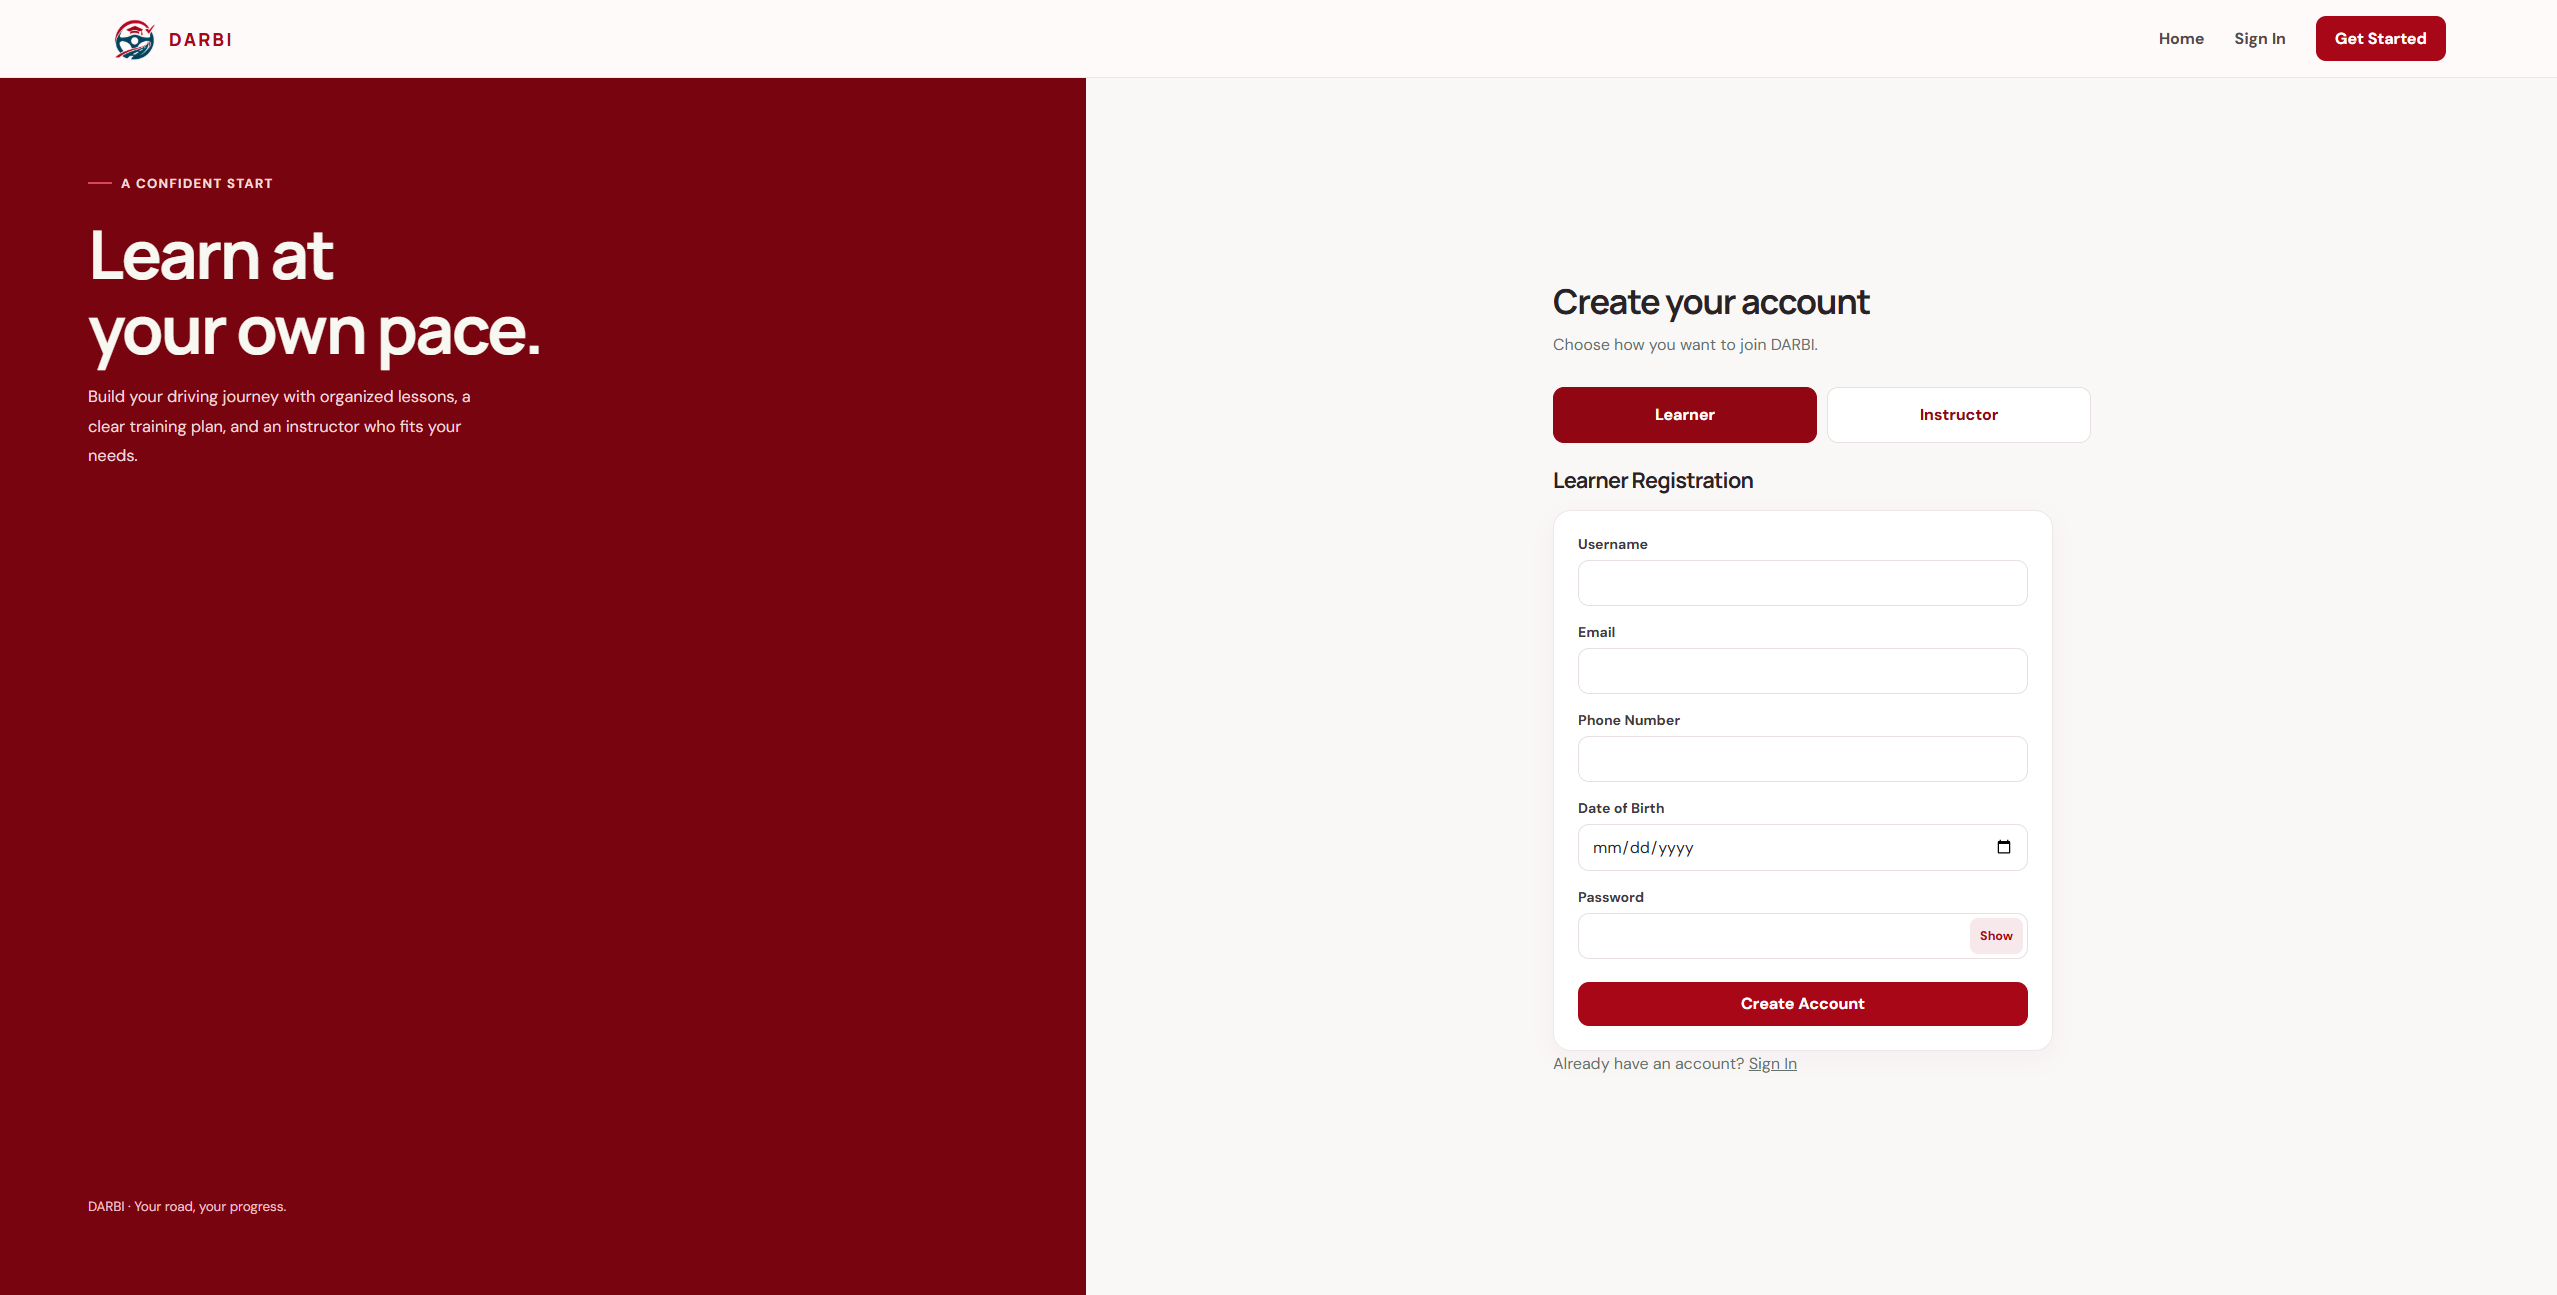 DARBI
Home
Sign In
Get Started
A CONFIDENT START
Learn at
your own pace.
Build your driving journey with organized lessons, a
clear training plan, and an instructor who fits your
needs.
DARBI · Your road, your progress.
Create your account
Choose how you want to join DARBI.
Learner
Instructor
Learner Registration
Username
Email
Phone Number
Date of Birth
mm/dd/yyyy
Password
Show
Create Account
Already have an account? Sign In